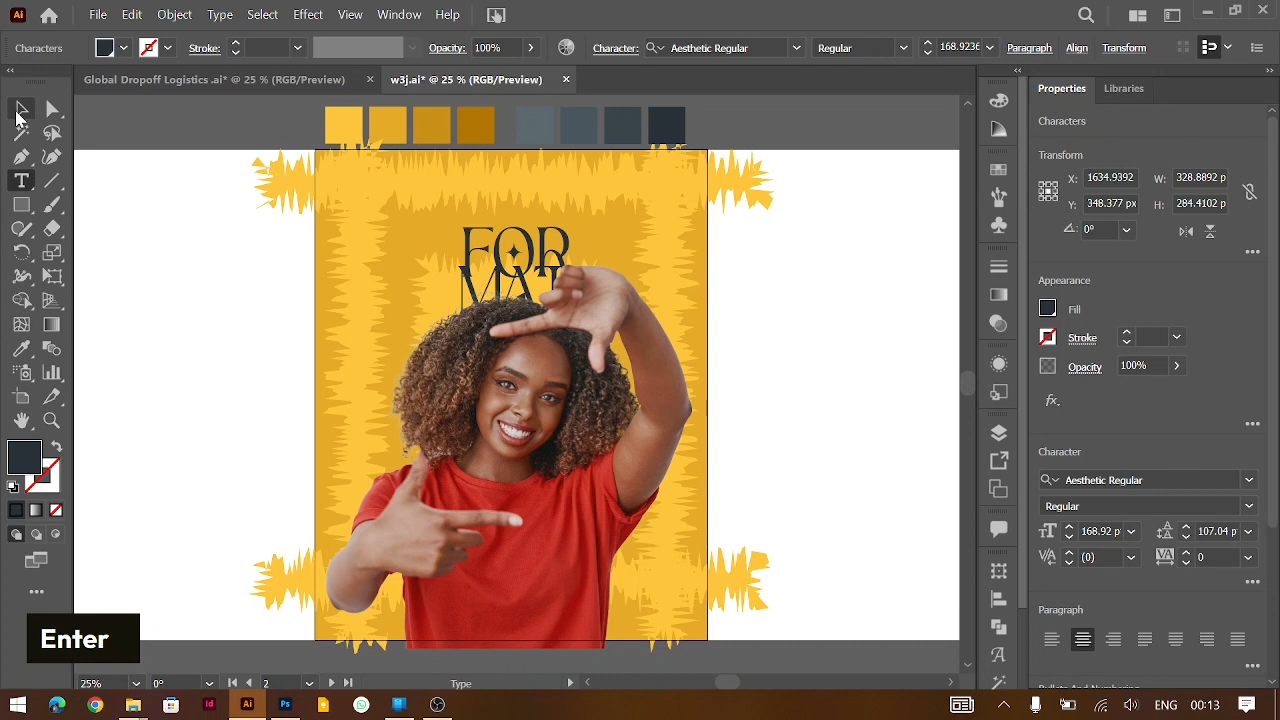 Ai File Edit Object Type Select Effect View Window Help
Characters Stroke: Opacity: 100% Character: Aesthetic Regular Regular 168.9236 Paragraph Align Transform
Global Dropoff Logistics.ai* @ 25 % (RGB/Preview) × w3j.ai* @ 25 % (RGB/Preview) ×
Properties Libraries
Characters
Transform
X: 1634.9392 W: 328.8892 p
Y: 348.377 px H: 284.4102 p
0°
Appearance
Fill
Stroke
Opacity 100%
fx.
Character
Aesthetic Regular
Regular
168.92 p 107.04 p
(0) 0
Paragraph
FOR
MAT
Enter
25% 0° 2 Type
ENG 00:13